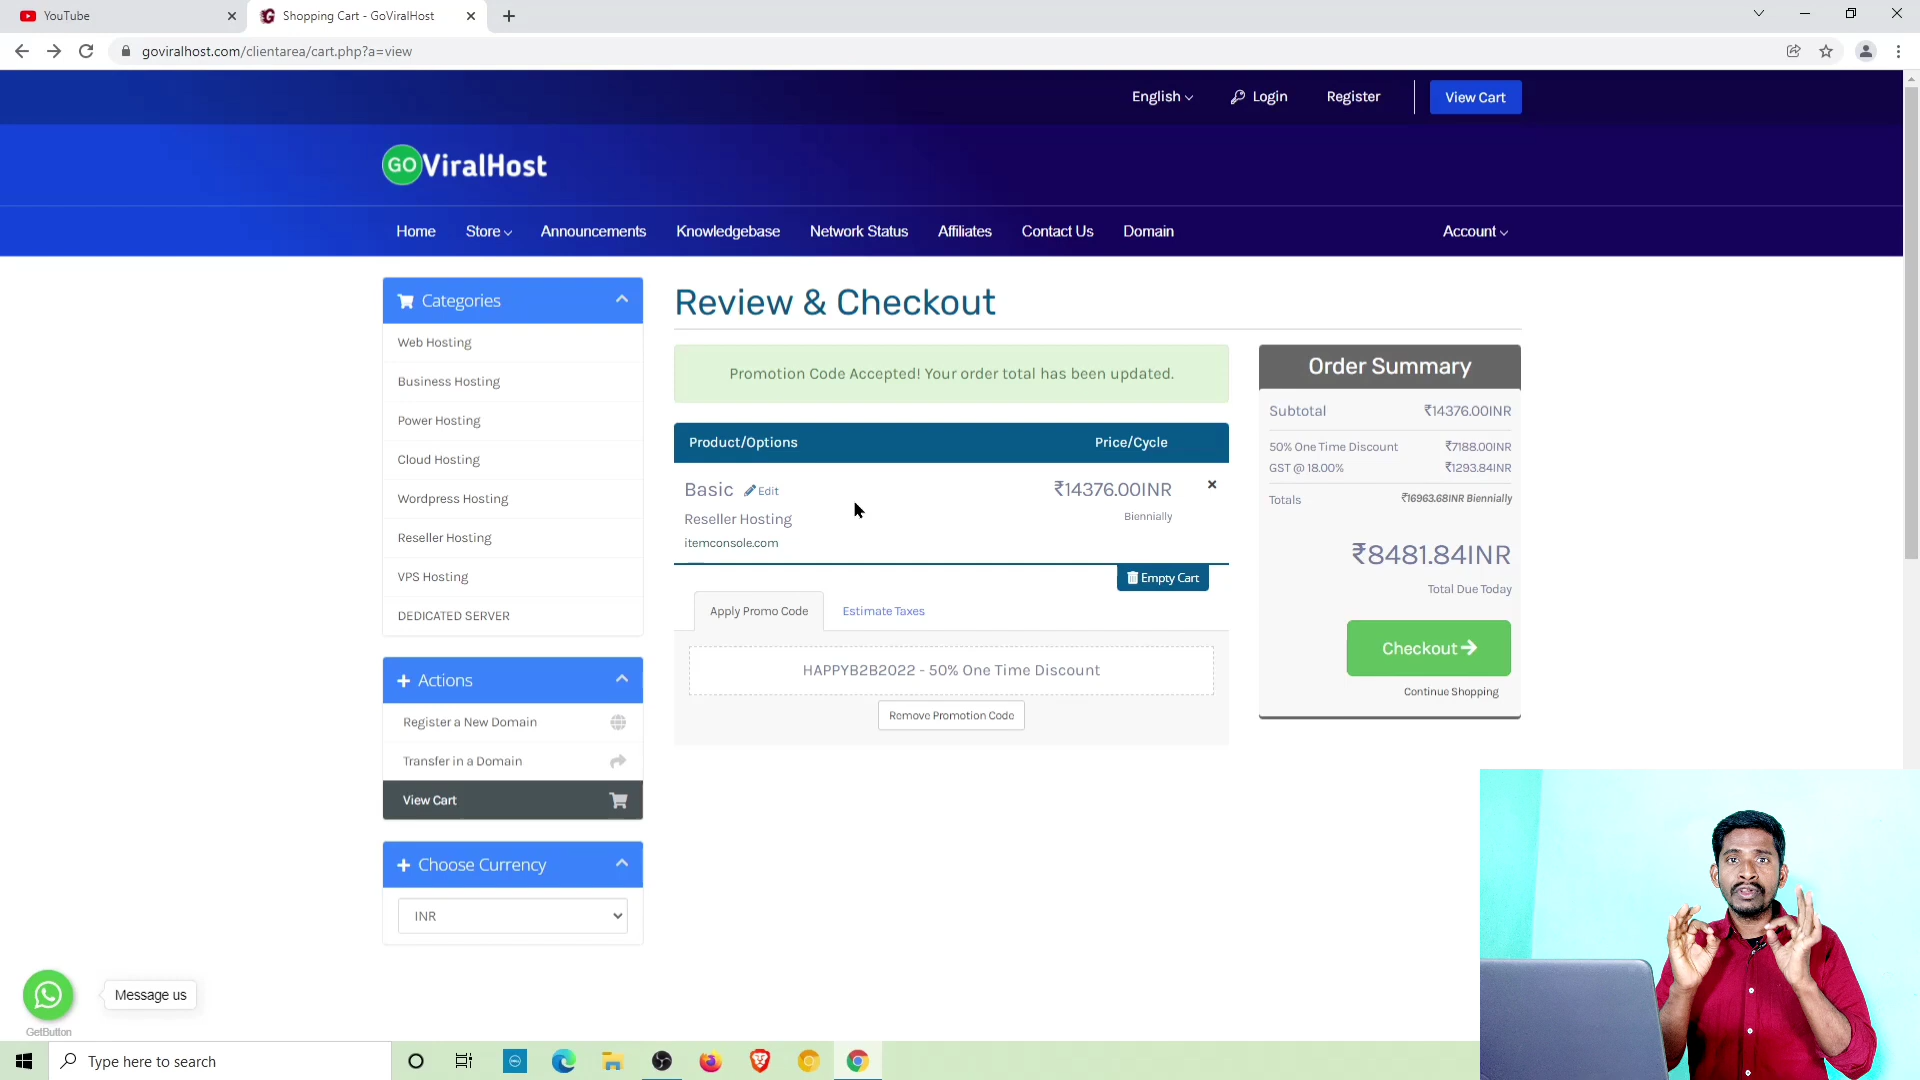 YouTube
Shopping Cart - GoViralHost
goviralhost.com/clientarea/cart.php?a=view
English
Login
Register
View Cart
GO ViralHost
Home
Store
Announcements
Knowledgebase
Network Status
Affiliates
Contact Us
Domain
Account
Categories
Web Hosting
Business Hosting
Power Hosting
Cloud Hosting
Wordpress Hosting
Reseller Hosting
VPS Hosting
DEDICATED SERVER
Actions
Register a New Domain
Transfer in a Domain
View Cart
Choose Currency
INR
Review & Checkout
Promotion Code Accepted! Your order total has been updated.
Product/Options Price/Cycle
Basic Edit ₹14376.00INR
Reseller Hosting Biennially
itemconsole.com
Empty Cart
Apply Promo Code
Estimate Taxes
HAPPYB2B2022 - 50% One Time Discount
Remove Promotion Code
Order Summary
Subtotal ₹14376.00INR
50% One Time Discount ₹7188.00INR
GST @ 18.00% ₹1293.84INR
Totals ₹16963.68INR Biennially
₹8481.84INR
Total Due Today
Checkout
Continue Shopping
Message us
GetButton
Type here to search